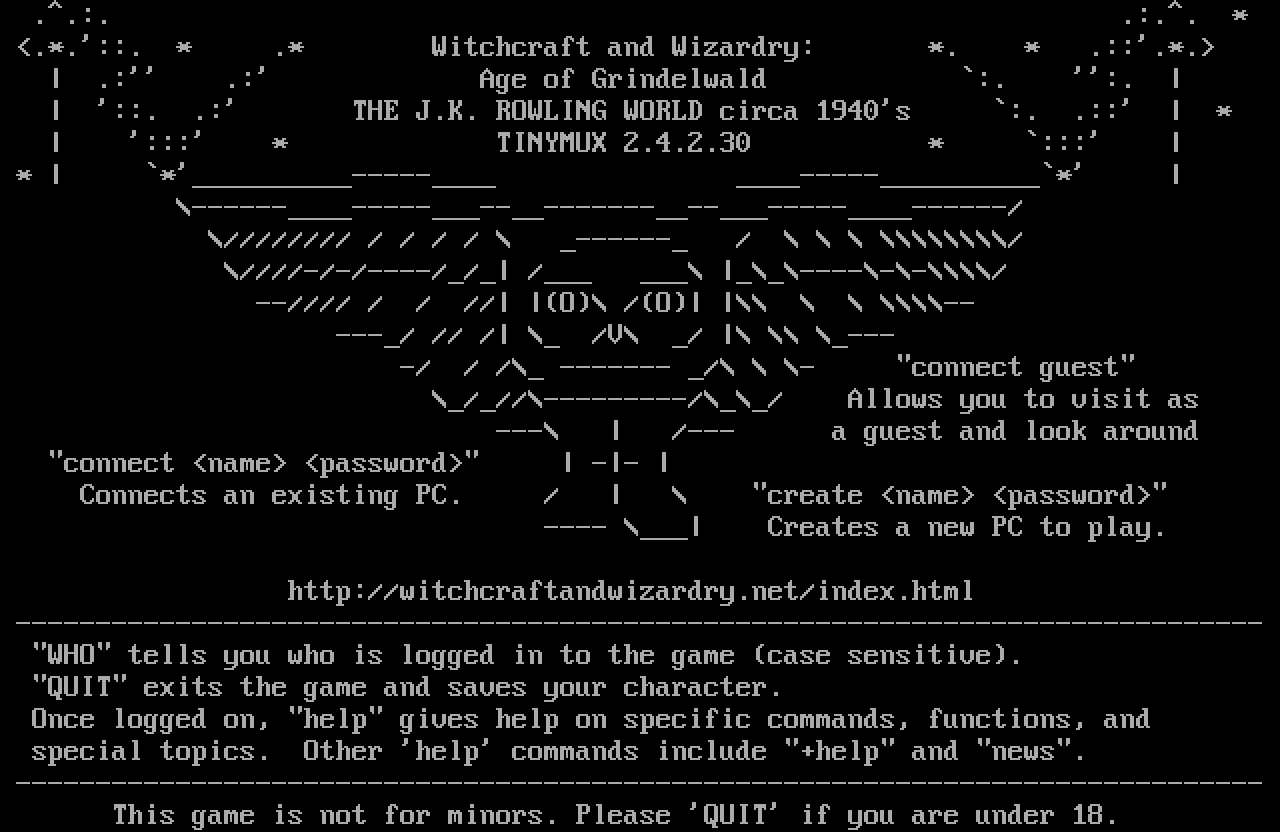 Witchcraft and Wizardry:
Age of Grindelwald
THE J.K. ROWLING WORLD circa 1940's
TINYMUX 2.4.2.30
"connect guest"
Allows you to visit as
a guest and look around
"connect <name> <password>"
Connects an existing PC.
"create <name> <password>"
Creates a new PC to play.
http://witchcraftandwizardry.net/index.html
"WHO" tells you who is logged in to the game (case sensitive).
"QUIT" exits the game and saves your character.
Once logged on, "help" gives help on specific commands, functions, and
special topics.  Other 'help' commands include "+help" and "news".
This game is not for minors. Please 'QUIT' if you are under 18.